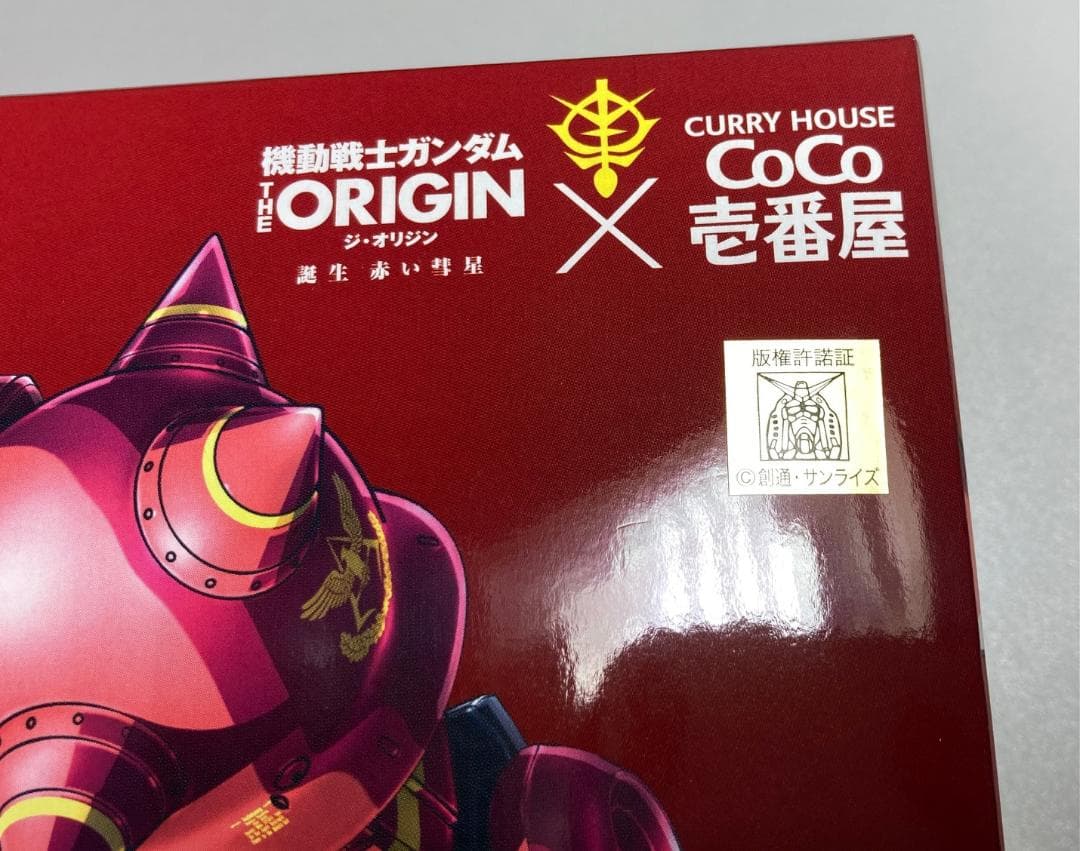 機動戦士ガンダム
THE ORIGIN
ジ・オリジン
誕生 赤い彗星
×
CURRY HOUSE
CoCo
壱番屋
版権許諾証
©創通・サンライズ